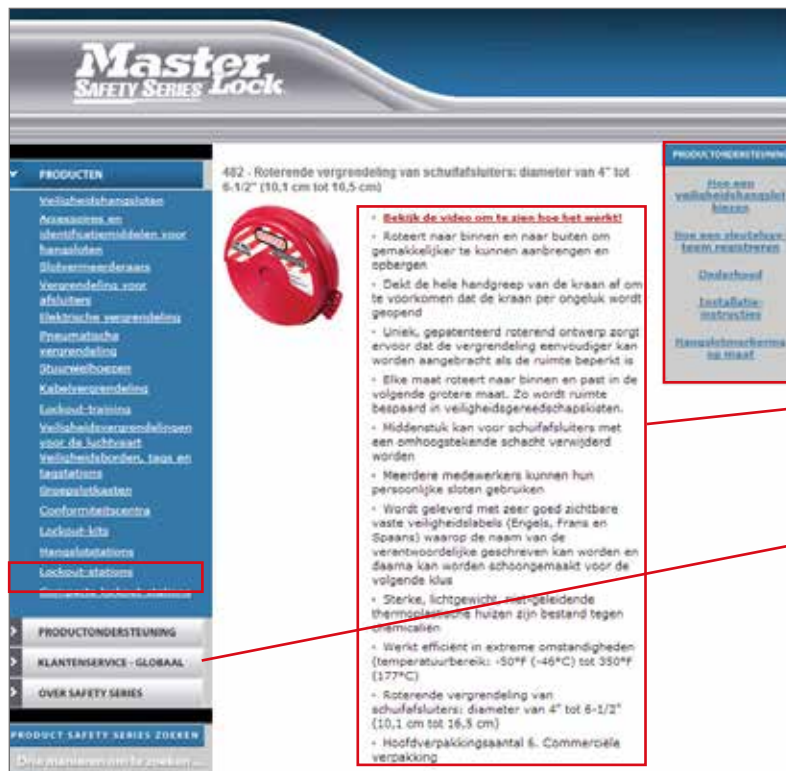 Master Lock
SAFETY SERIES
PRODUCTEN
Veiligheidshangsloten
Accessoires en
identificatiemiddelen voor
hangsloten
Slotvermeerderaars
Vergrendeling voor
afsluiters
Elektrische vergrendeling
Pneumatische
vergrendeling
Stuurwielhoezen
Kabelvergrendeling
Lockout-training
Veiligheidsvergrendelingen
voor de luchtvaart
Veiligheidsborden, tags en
tagstations
Groepslotkasten
Conformiteitscentra
Lockout-kits
Hangslotstations
Lockout-stations
lockout-stations
PRODUCTONDERSTEUNING
KLANTENSERVICE - GLOBAAL
OVER SAFETY SERIES
PRODUCT SAFETY SERIES ZOEKEN
Drie manieren om te zoeken...
482 - Roterende vergrendeling van schuifafsluiters: diameter van 4" tot
6-1/2" (10,1 cm tot 16,5 cm)
- Bekijk de video om te zien hoe het werkt!
- Roteert naar binnen en naar buiten om
gemakkelijker te kunnen aanbrengen en
opbergen
- Dekt de hele handgreep van de kraan af om
te voorkomen dat de kraan per ongeluk wordt
geopend
- Uniek, gepatenteerd roterend ontwerp zorgt
ervoor dat de vergrendeling eenvoudiger kan
worden aangebracht als de ruimte beperkt is
- Elke maat roteert naar binnen en past in de
volgende grotere maat. Zo wordt ruimte
bespaard in veiligheidsgereedschapskisten.
- Middenstuk kan voor schuifafsluiters met
een omhoogstekende schacht verwijderd
worden
- Meerdere medewerkers kunnen hun
persoonlijke sloten gebruiken
- Wordt geleverd met zeer goed zichtbare
vaste veiligheidslabels (Engels, Frans en
Spaans) waarop de naam van de
verantwoordelijke geschreven kan worden en
daarna kan worden schoongemaakt voor de
volgende klus
- Sterke, lichtgewicht, niet-geleidende
thermoplastische huizen zijn bestand tegen
chemicaliën
- Werkt efficiënt in extreme omstandigheden
(temperatuurbereik: -50°F (-46°C) tot 350°F
(177°C)
- Roterende vergrendeling van
schuifafsluiters: diameter van 4" tot 6-1/2"
(10,1 cm tot 16,5 cm)
- Hoofdverpakkingsaantal 6. Commerciële
verpakking
PRODUCTONDERSTEUNING
Hoe een
veiligheidshangslot
kiezen
Hoe een sleutelsys-
teem registreren
Onderhoud
Installatie-
instructies
op maat